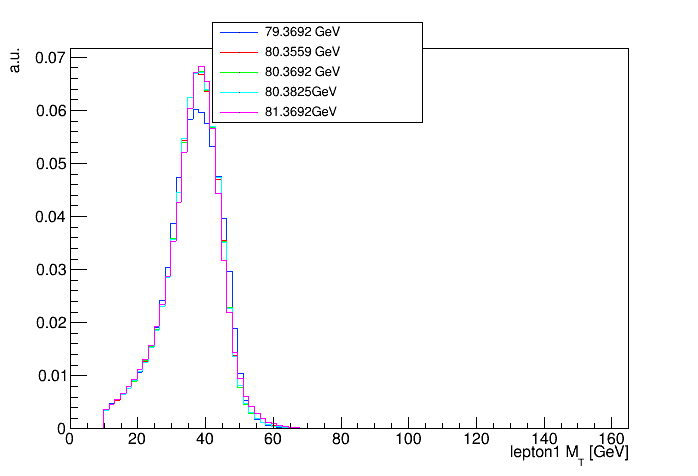 79.3692 GeV
80.3559 GeV
80.3692 GeV
80.3825GeV
81.3692GeV
a.u.
0.07
0.06
0.05
0.04
0.03
0.02
0.01
0
0 20 40 60 80 100 120 140 160
lepton1 M_T [GeV]